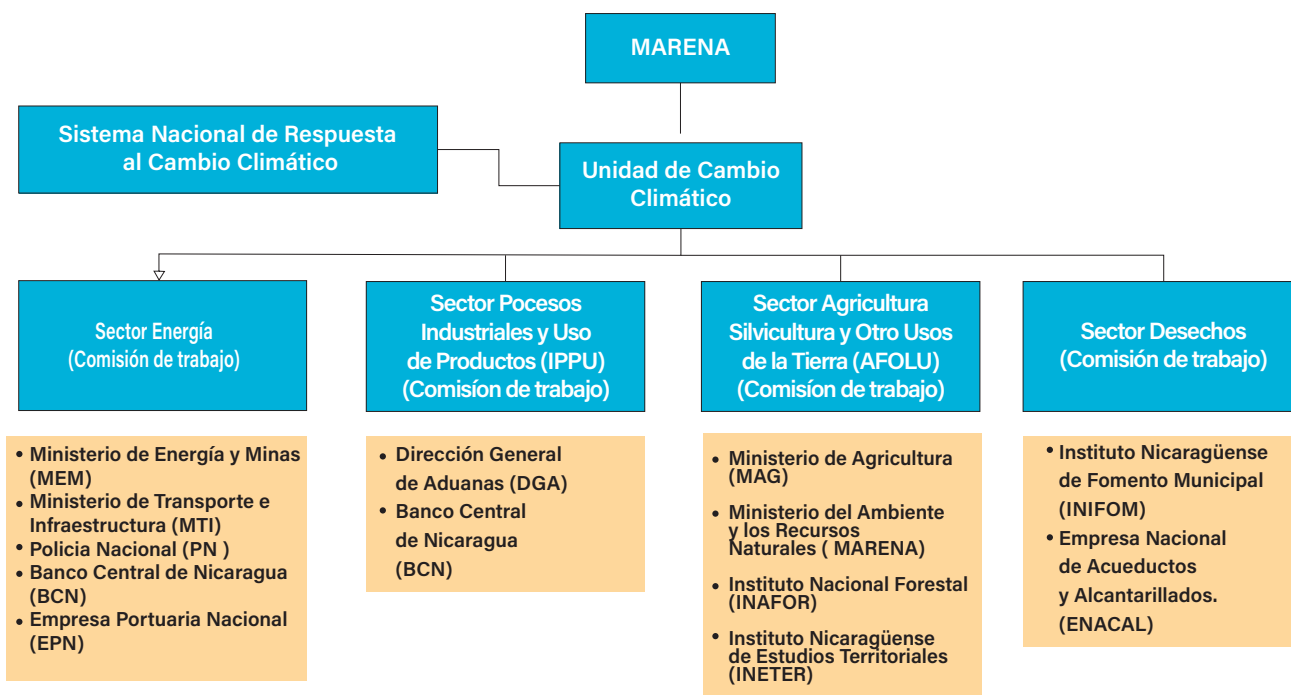 MARENA
Sistema Nacional de Respuesta
al Cambio Climático
Unidad de Cambio
Climático
Sector Energía
(Comisión de trabajo)
Sector Pocesos
Industriales y Uso
de Productos (IPPU)
(Comisíon de trabajo)
Sector Agricultura
Silvicultura y Otro Usos
de la Tierra (AFOLU)
(Comisíon de trabajo)
Sector Desechos
(Comisión de trabajo)
• Ministerio de Energía y Minas
(MEM)
• Ministerio de Transporte e
Infraestructura (MTI)
• Policia Nacional (PN )
• Banco Central de Nicaragua
(BCN)
• Empresa Portuaria Nacional
(EPN)
• Dirección General
de Aduanas (DGA)
• Banco Central
de Nicaragua
(BCN)
• Ministerio de Agricultura
(MAG)
• Ministerio del Ambiente
y los Recursos
Naturales ( MARENA)
• Instituto Nacional Forestal
(INAFOR)
• Instituto Nicaragüense
de Estudios Territoriales
(INETER)
• Instituto Nicaragüense
de Fomento Municipal
(INIFOM)
• Empresa Nacional
de Acueductos
y Alcantarillados.
(ENACAL)